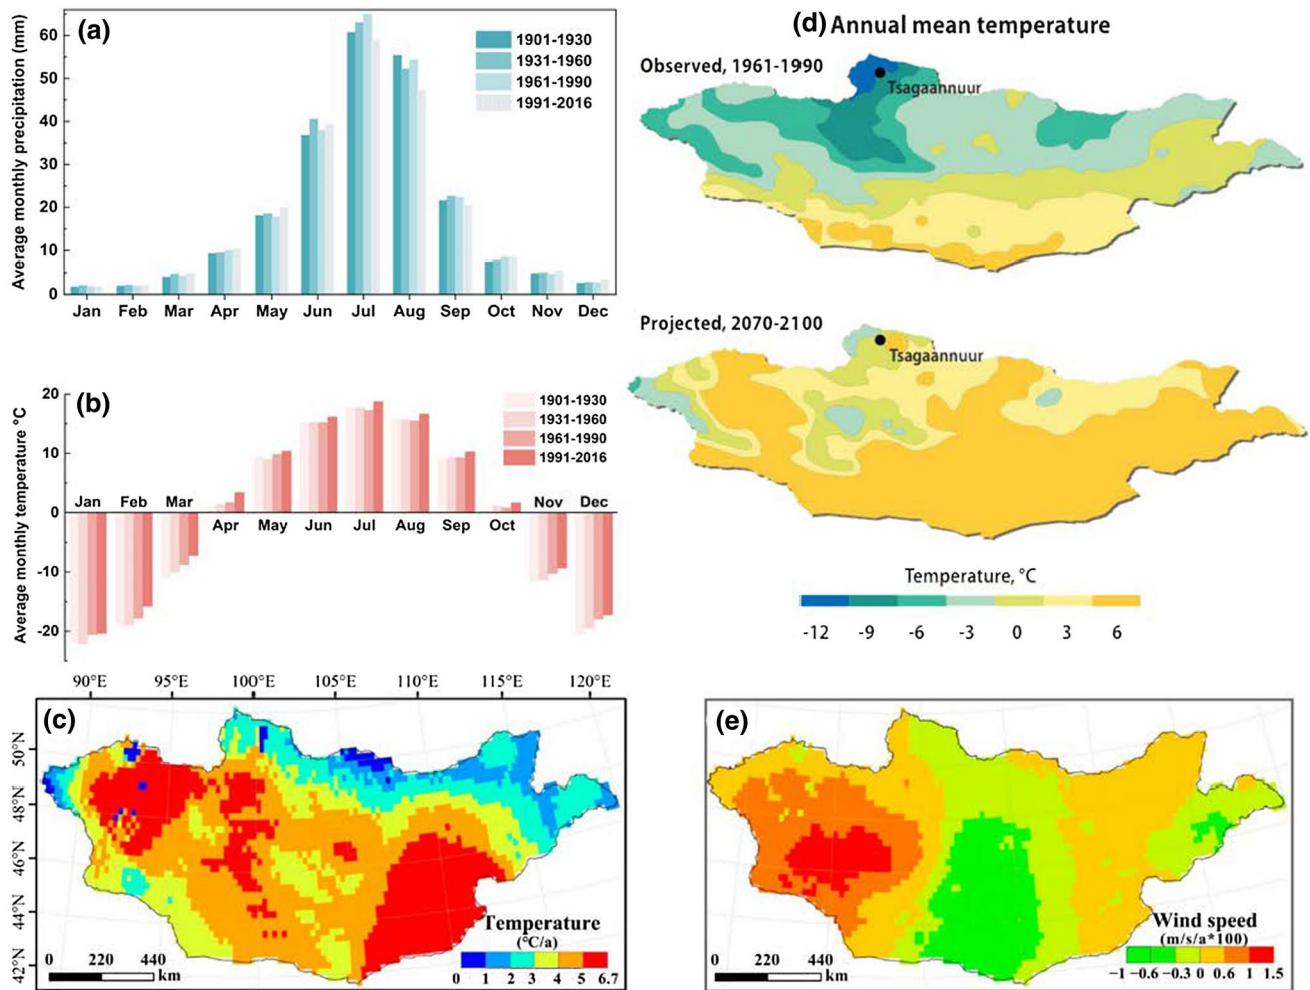 (a)
Average monthly precipitation (mm)
60
50
40
30
20
10
0
1901-1930
1931-1960
1961-1990
1991-2016
Jan Feb Mar Apr May Jun Jul Aug Sep Oct Nov Dec
(b)
Average monthly temperature °C
20
10
0
-10
-20
1901-1930
1931-1960
1961-1990
1991-2016
Jan Feb Mar Nov Dec
Apr May Jun Jul Aug Sep Oct
90°E 95°E 100°E 105°E 110°E 115°E 120°E
(c)
50°N
48°N
46°N
44°N
42°N
Temperature
(°C/a)
0 1 2 3 4 5 6.7
0 220 440
km
(d) Annual mean temperature
Observed, 1961-1990
Tsagaannuur
Projected, 2070-2100
Tsagaannuur
Temperature, °C
-12 -9 -6 -3 0 3 6
(e)
Wind speed
(m/s/a*100)
−1 −0.6 −0.3 0 0.6 1 1.5
0 220 440
km